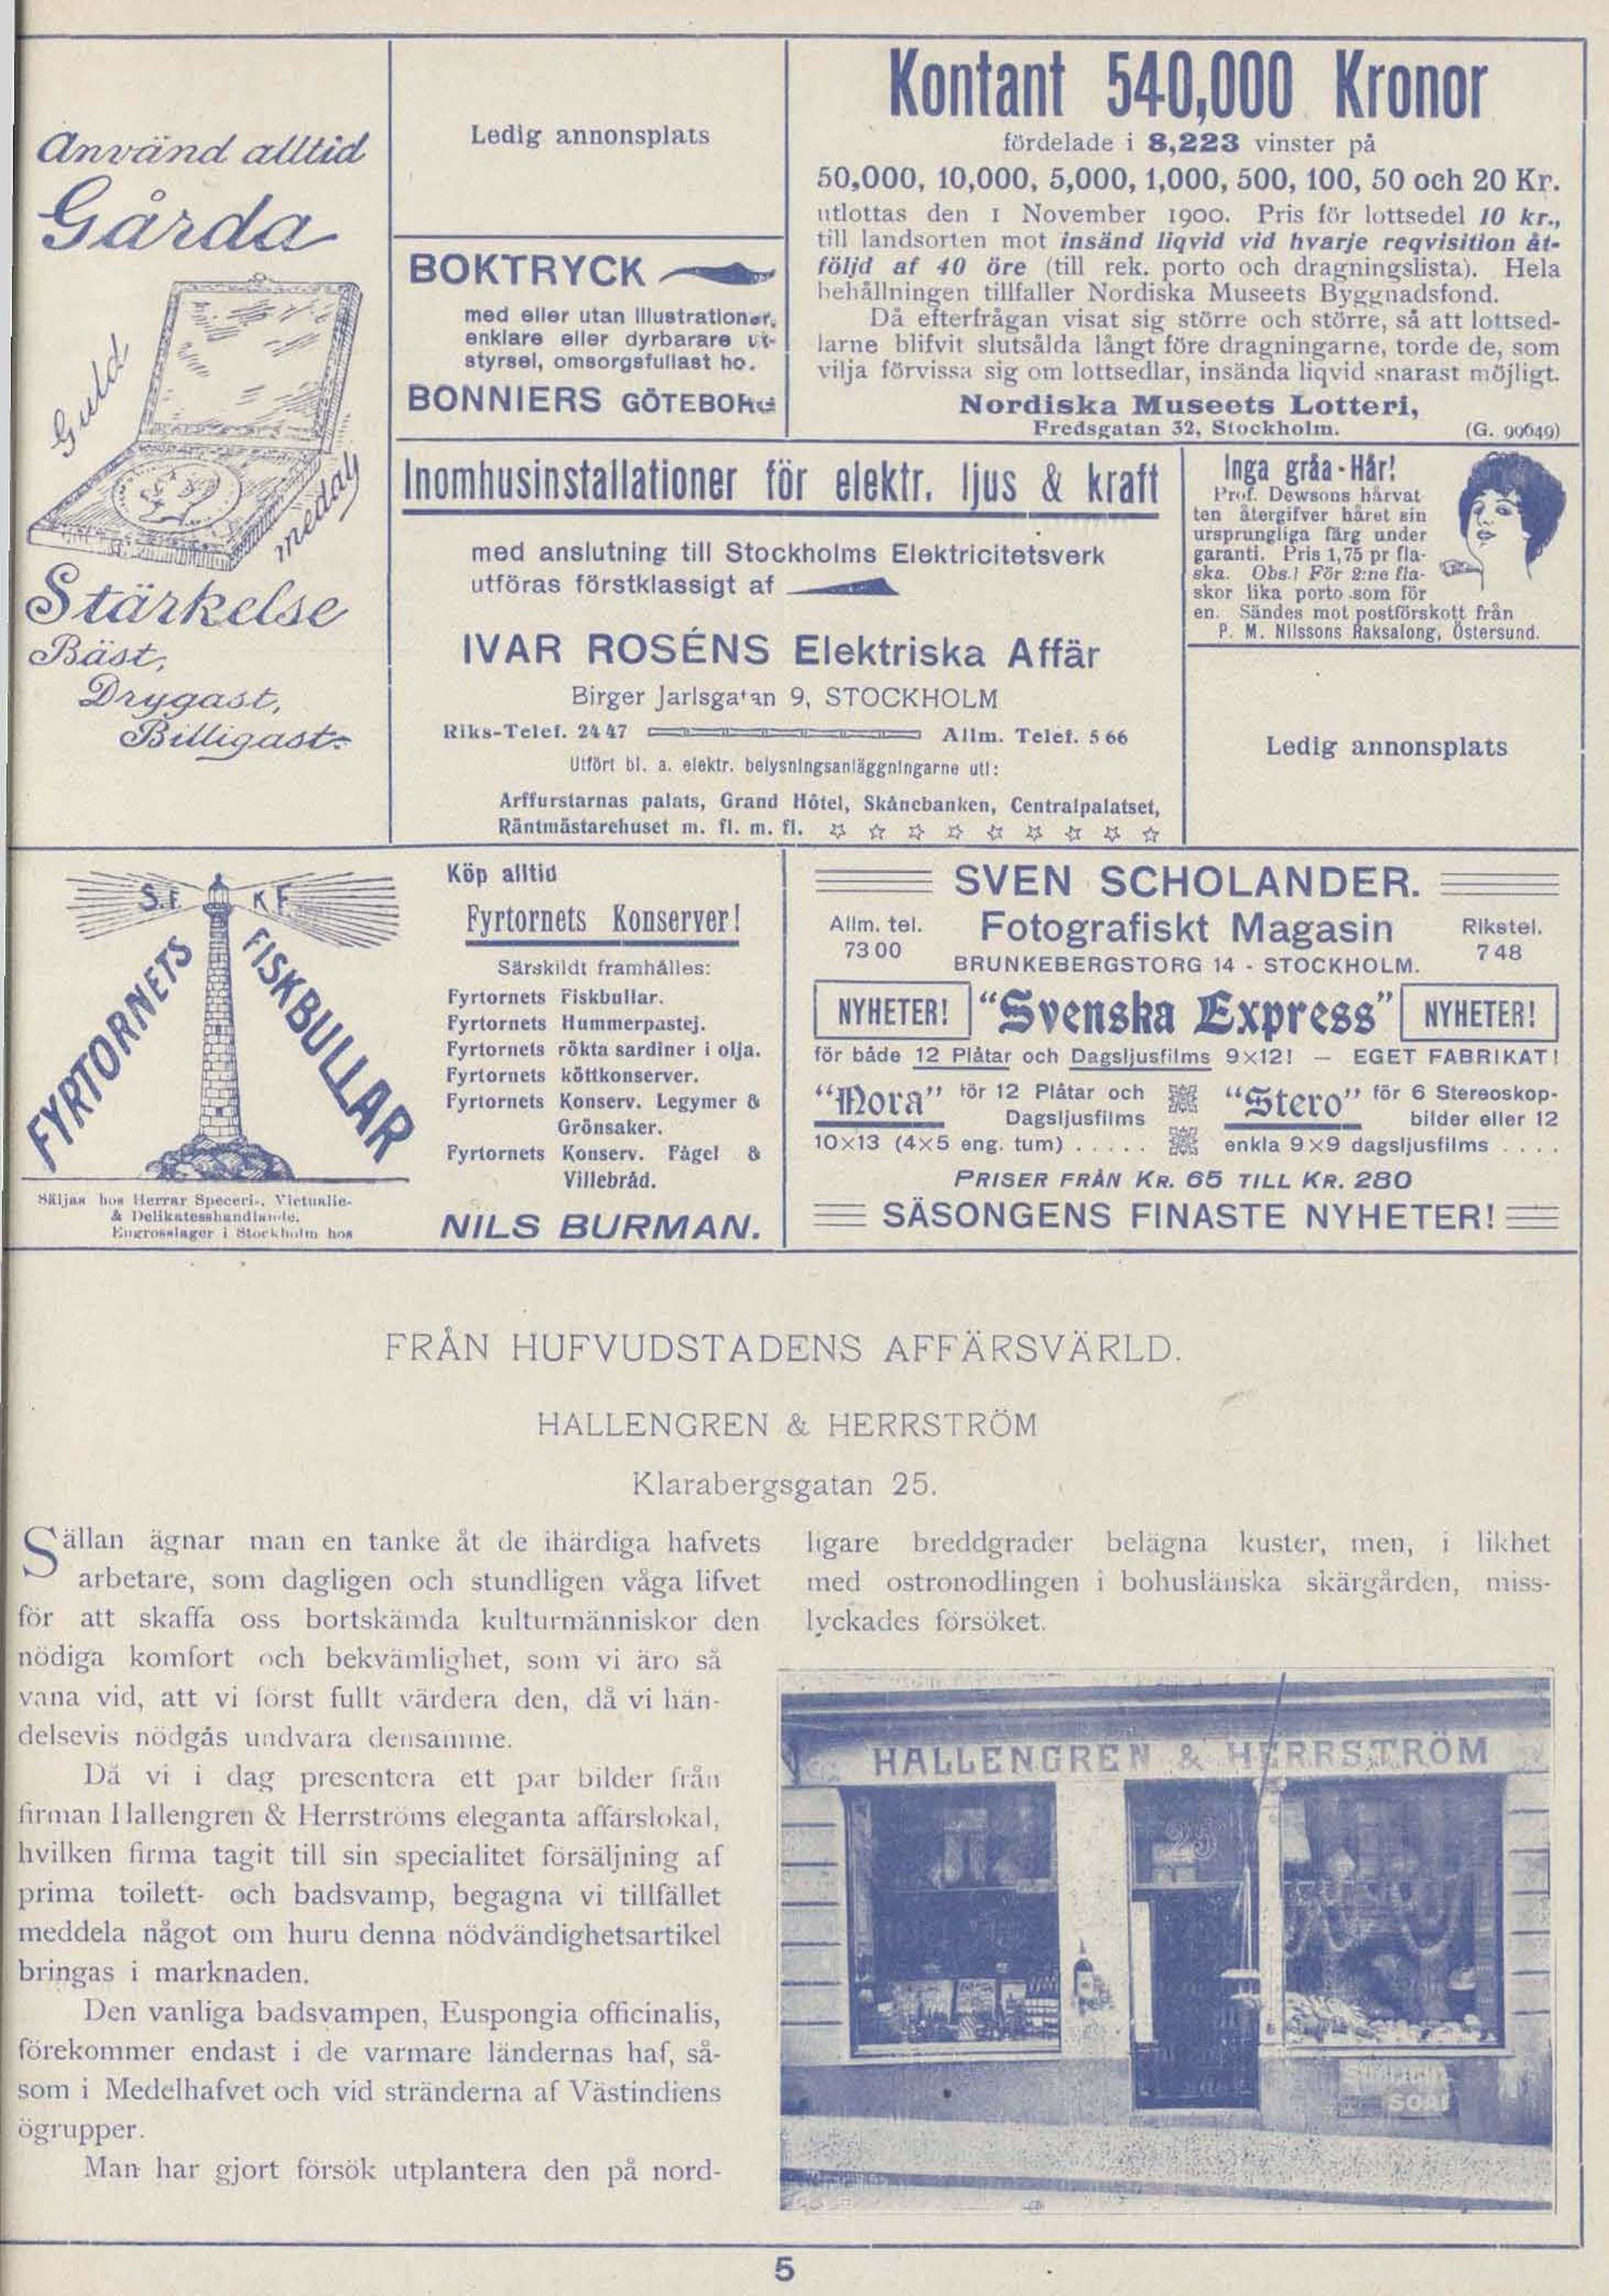 Använd alltid
Gårda
Guld
medalj
Stärkelse
Bäst,
Drygast,
Billigast
Ledig annonsplats
BOKTRYCK
med eller utan Illustrationer,
enklare eller dyrbarare ut-
styrsel, omsorgsfullast hos
BONNIERS GÖTEBORG
Kontant 540,000 Kronor
fördelade i 8,223 vinster på
50,000, 10,000, 5,000, 1,000, 500, 100, 50 och 20 Kr.
utlottas den 1 November 1900. Pris för lottsedel 10 kr.,
till landsorten mot insänd liqvid vid hvarje reqvisition åt-
följd af 40 öre (till rek. porto och dragningslista). Hela
behållningen tillfaller Nordiska Museets Byggnadsfond.
Då efterfrågan visat sig större och större, så att lottsed-
larne blifvit slutsålda långt före dragningarne, torde de, som
vilja förvissa sig om lottsedlar, insända liqvid snarast möjligt.
Nordiska Museets Lotteri,
Fredsgatan 32, Stockholm. (G. 99649)
Inomhusinstallationer för elektr. ljus & kraft
med anslutning till Stockholms Elektricitetsverk
utföras förstklassigt af
IVAR ROSÉNS Elektriska Affär
Birger Jarlsgatan 9, STOCKHOLM
Riks-Telef. 24 47 Allm. Telef. 5 66
Utfört bl. a. elektr. belysningsanläggningarne uti:
Arffurstarnas palats, Grand Hôtel, Skånebanken, Centralpalatset,
Räntmästarehuset m. fl. m. fl.
Inga gråa-Hår!
Prof. Dewsons hårvat
ten återgifver håret sin
ursprungliga färg under
garanti. Pris 1,75 pr fla-
ska. Obs.! För 2:ne fla-
skor lika porto som för
en. Sändes mot postförskott från
P. M. Nilssons Raksalong, Östersund.
Ledig annonsplats
S.F. K.F.
FYRTORNETS
FISKBULLAR
Säljas hos Herrar Speceri-, Victualie-
& Delikatesshandlande.
Engrosslager i Stockholm hos
Köp alltid
Fyrtornets Konserver!
Särskildt framhålles:
Fyrtornets Fiskbullar.
Fyrtornets Hummerpastej.
Fyrtornets rökta sardiner i olja.
Fyrtornets köttkonserver.
Fyrtornets Konserv. Legymer &
Grönsaker.
Fyrtornets Konserv. Fågel &
Villebråd.
NILS BURMAN.
SVEN SCHOLANDER.
Allm. tel. Fotografiskt Magasin Rikstel.
73 00 BRUNKEBERGSTORG 14 - STOCKHOLM. 7 48
NYHETER! "Svenska Express" NYHETER!
för både 12 Plåtar och Dagsljusfilms 9×12! — EGET FABRIKAT!
"Mora" för 12 Plåtar och
Dagsljusfilms
10×13 (4×5 eng. tum) . . . . .
"Stero" för 6 Stereoskop-
bilder eller 12
enkla 9×9 dagsljusfilms . . . .
PRISER FRÅN KR. 65 TILL KR. 280
SÄSONGENS FINASTE NYHETER!
FRÅN HUFVUDSTADENS AFFÄRSVÄRLD.
HALLENGREN & HERRSTRÖM
Klarabergsgatan 25.
Sällan ägnar man en tanke åt de ihärdiga hafvets
arbetare, som dagligen och stundligen våga lifvet
för att skaffa oss bortskämda kulturmänniskor den
nödiga komfort och bekvämlighet, som vi äro så
vana vid, att vi först fullt värdera den, då vi hän-
delsevis nödgås undvara densamme.
Då vi i dag presentera ett par bilder från
firman Hallengren & Herrströms eleganta affärslokal,
hvilken firma tagit till sin specialitet försäljning af
prima toilett- och badsvamp, begagna vi tillfället
meddela något om huru denna nödvändighetsartikel
bringas i marknaden.
Den vanliga badsvampen, Euspongia officinalis,
förekommer endast i de varmare ländernas haf, så-
som i Medelhafvet och vid stränderna af Västindiens
ögrupper.
Man har gjort försök utplantera den på nord-
ligare breddgrader belägna kuster, men, i likhet
med ostronodlingen i bohuslänska skärgården, miss-
lyckades försöket.
HALLENGREN & HERRSTRÖM
25
SUNLIGHT
SOAP
5